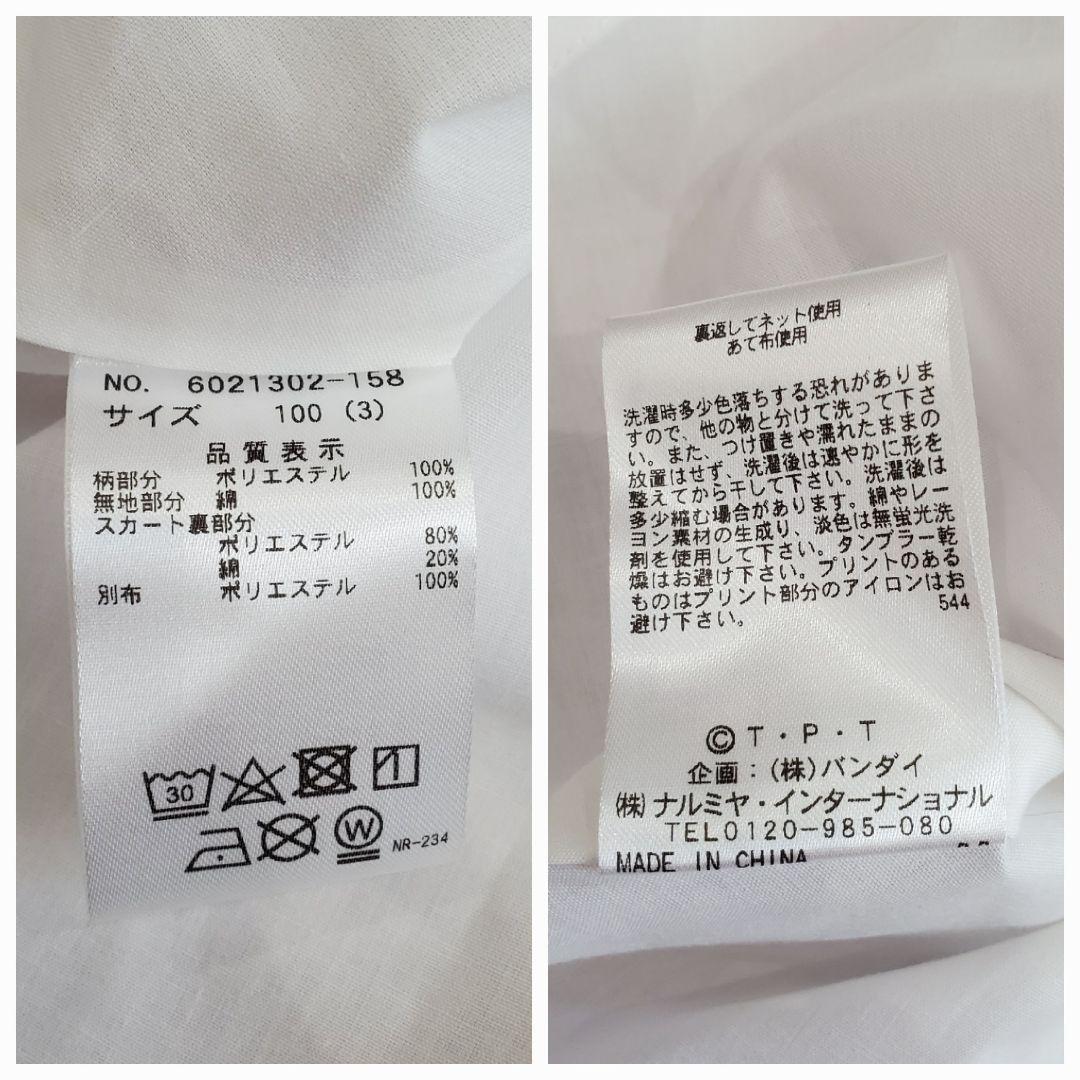 NO. 6021302-158
サイズ 100 (3)
品質表示
柄部分 ポリエステル 100%
無地部分 綿 100%
スカート裏部分
ポリエステル 80%
綿 20%
別布 ポリエステル 100%
30
W
NR-234
裏返してネット使用
あて布使用
洗濯時多少色落ちする恐れがありま
すので、他の物と分けて洗って下さ
い。また、つけ置きや濡れたままの
放置はせず、洗濯後は速やかに形を
整えてから干して下さい。洗濯後は
多少縮む場合があります。綿やレー
ヨン素材の生成り、淡色は無蛍光洗
剤を使用して下さい。タンブラー乾
燥はお避け下さい。プリントのある
ものはプリント部分のアイロンはお
避け下さい。 544
©T・P・T
企画：(株)バンダイ
(株)ナルミヤ・インターナショナル
TEL0120-985-080
MADE IN CHINA